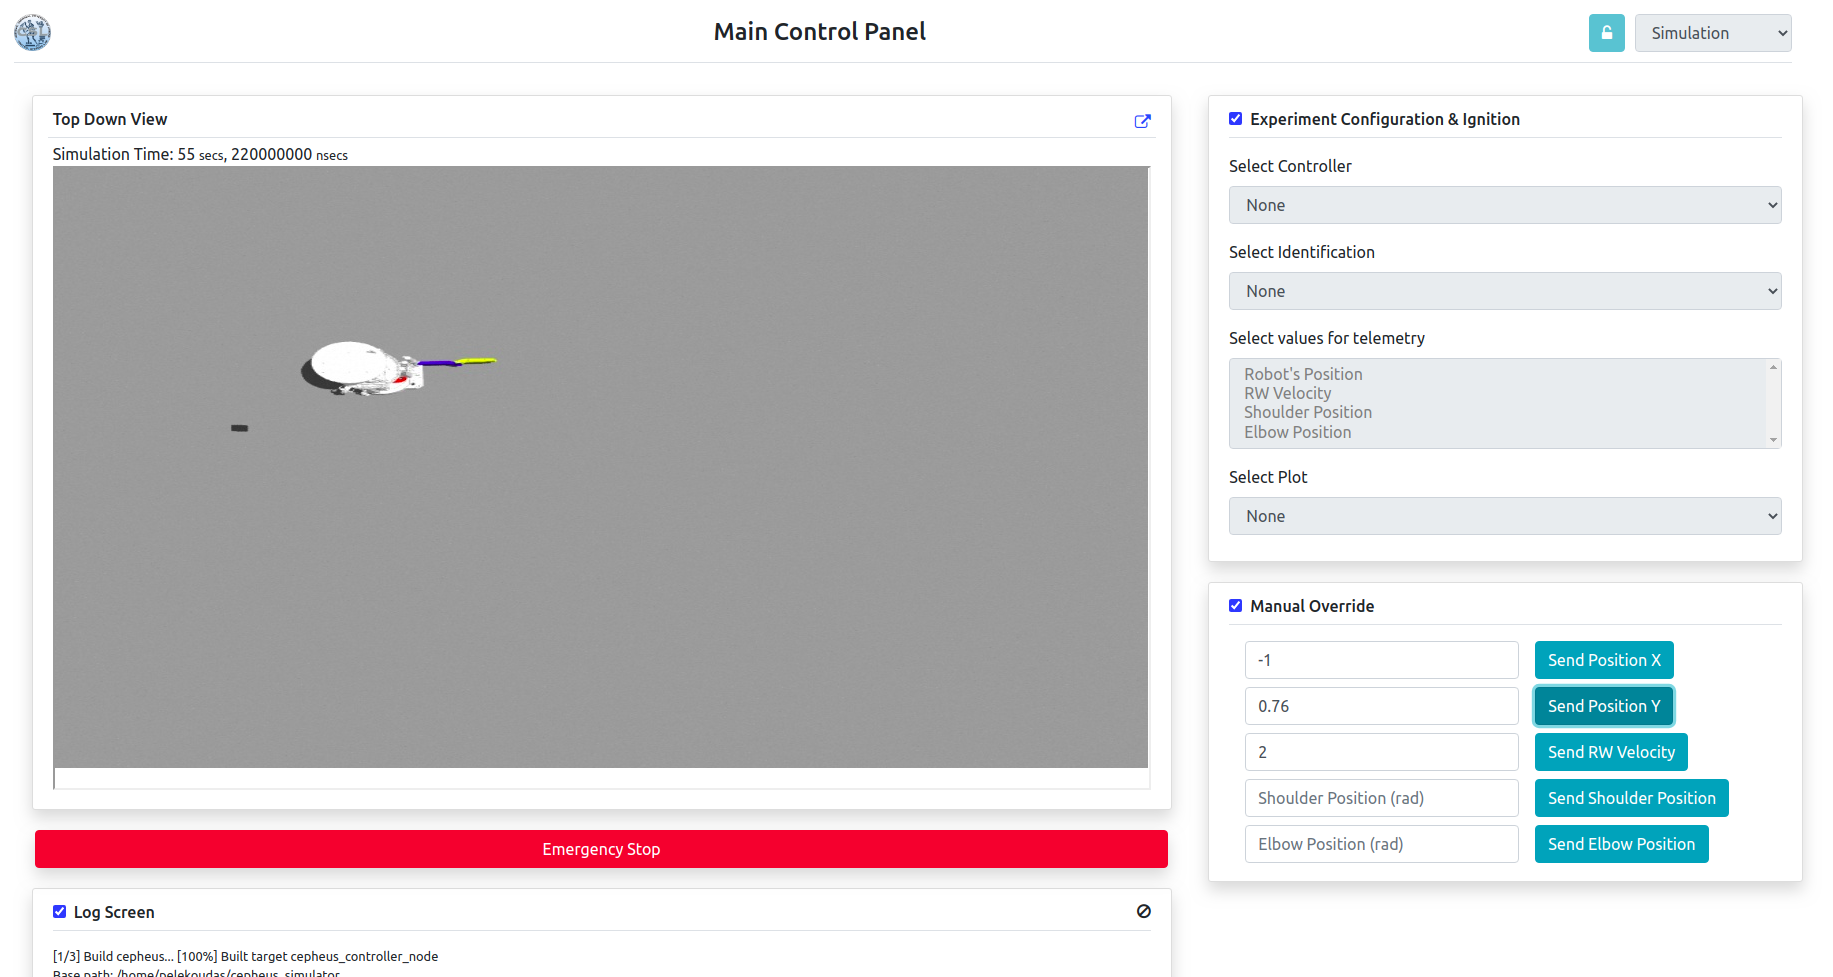 Main Control Panel
Simulation
Top Down View
Simulation Time: 55 secs, 220000000 nsecs
Emergency Stop
Log Screen
[1/3] Build cepheus... [100%] Built target cepheus_controller_node
Base path: /home/pelekoudas/cepheus_simulator
Experiment Configuration & Ignition
Select Controller
None
Select Identification
None
Select values for telemetry
Robot's Position
RW Velocity
Shoulder Position
Elbow Position
Select Plot
None
Manual Override
-1
Send Position X
0.76
Send Position Y
2
Send RW Velocity
Shoulder Position (rad)
Send Shoulder Position
Elbow Position (rad)
Send Elbow Position